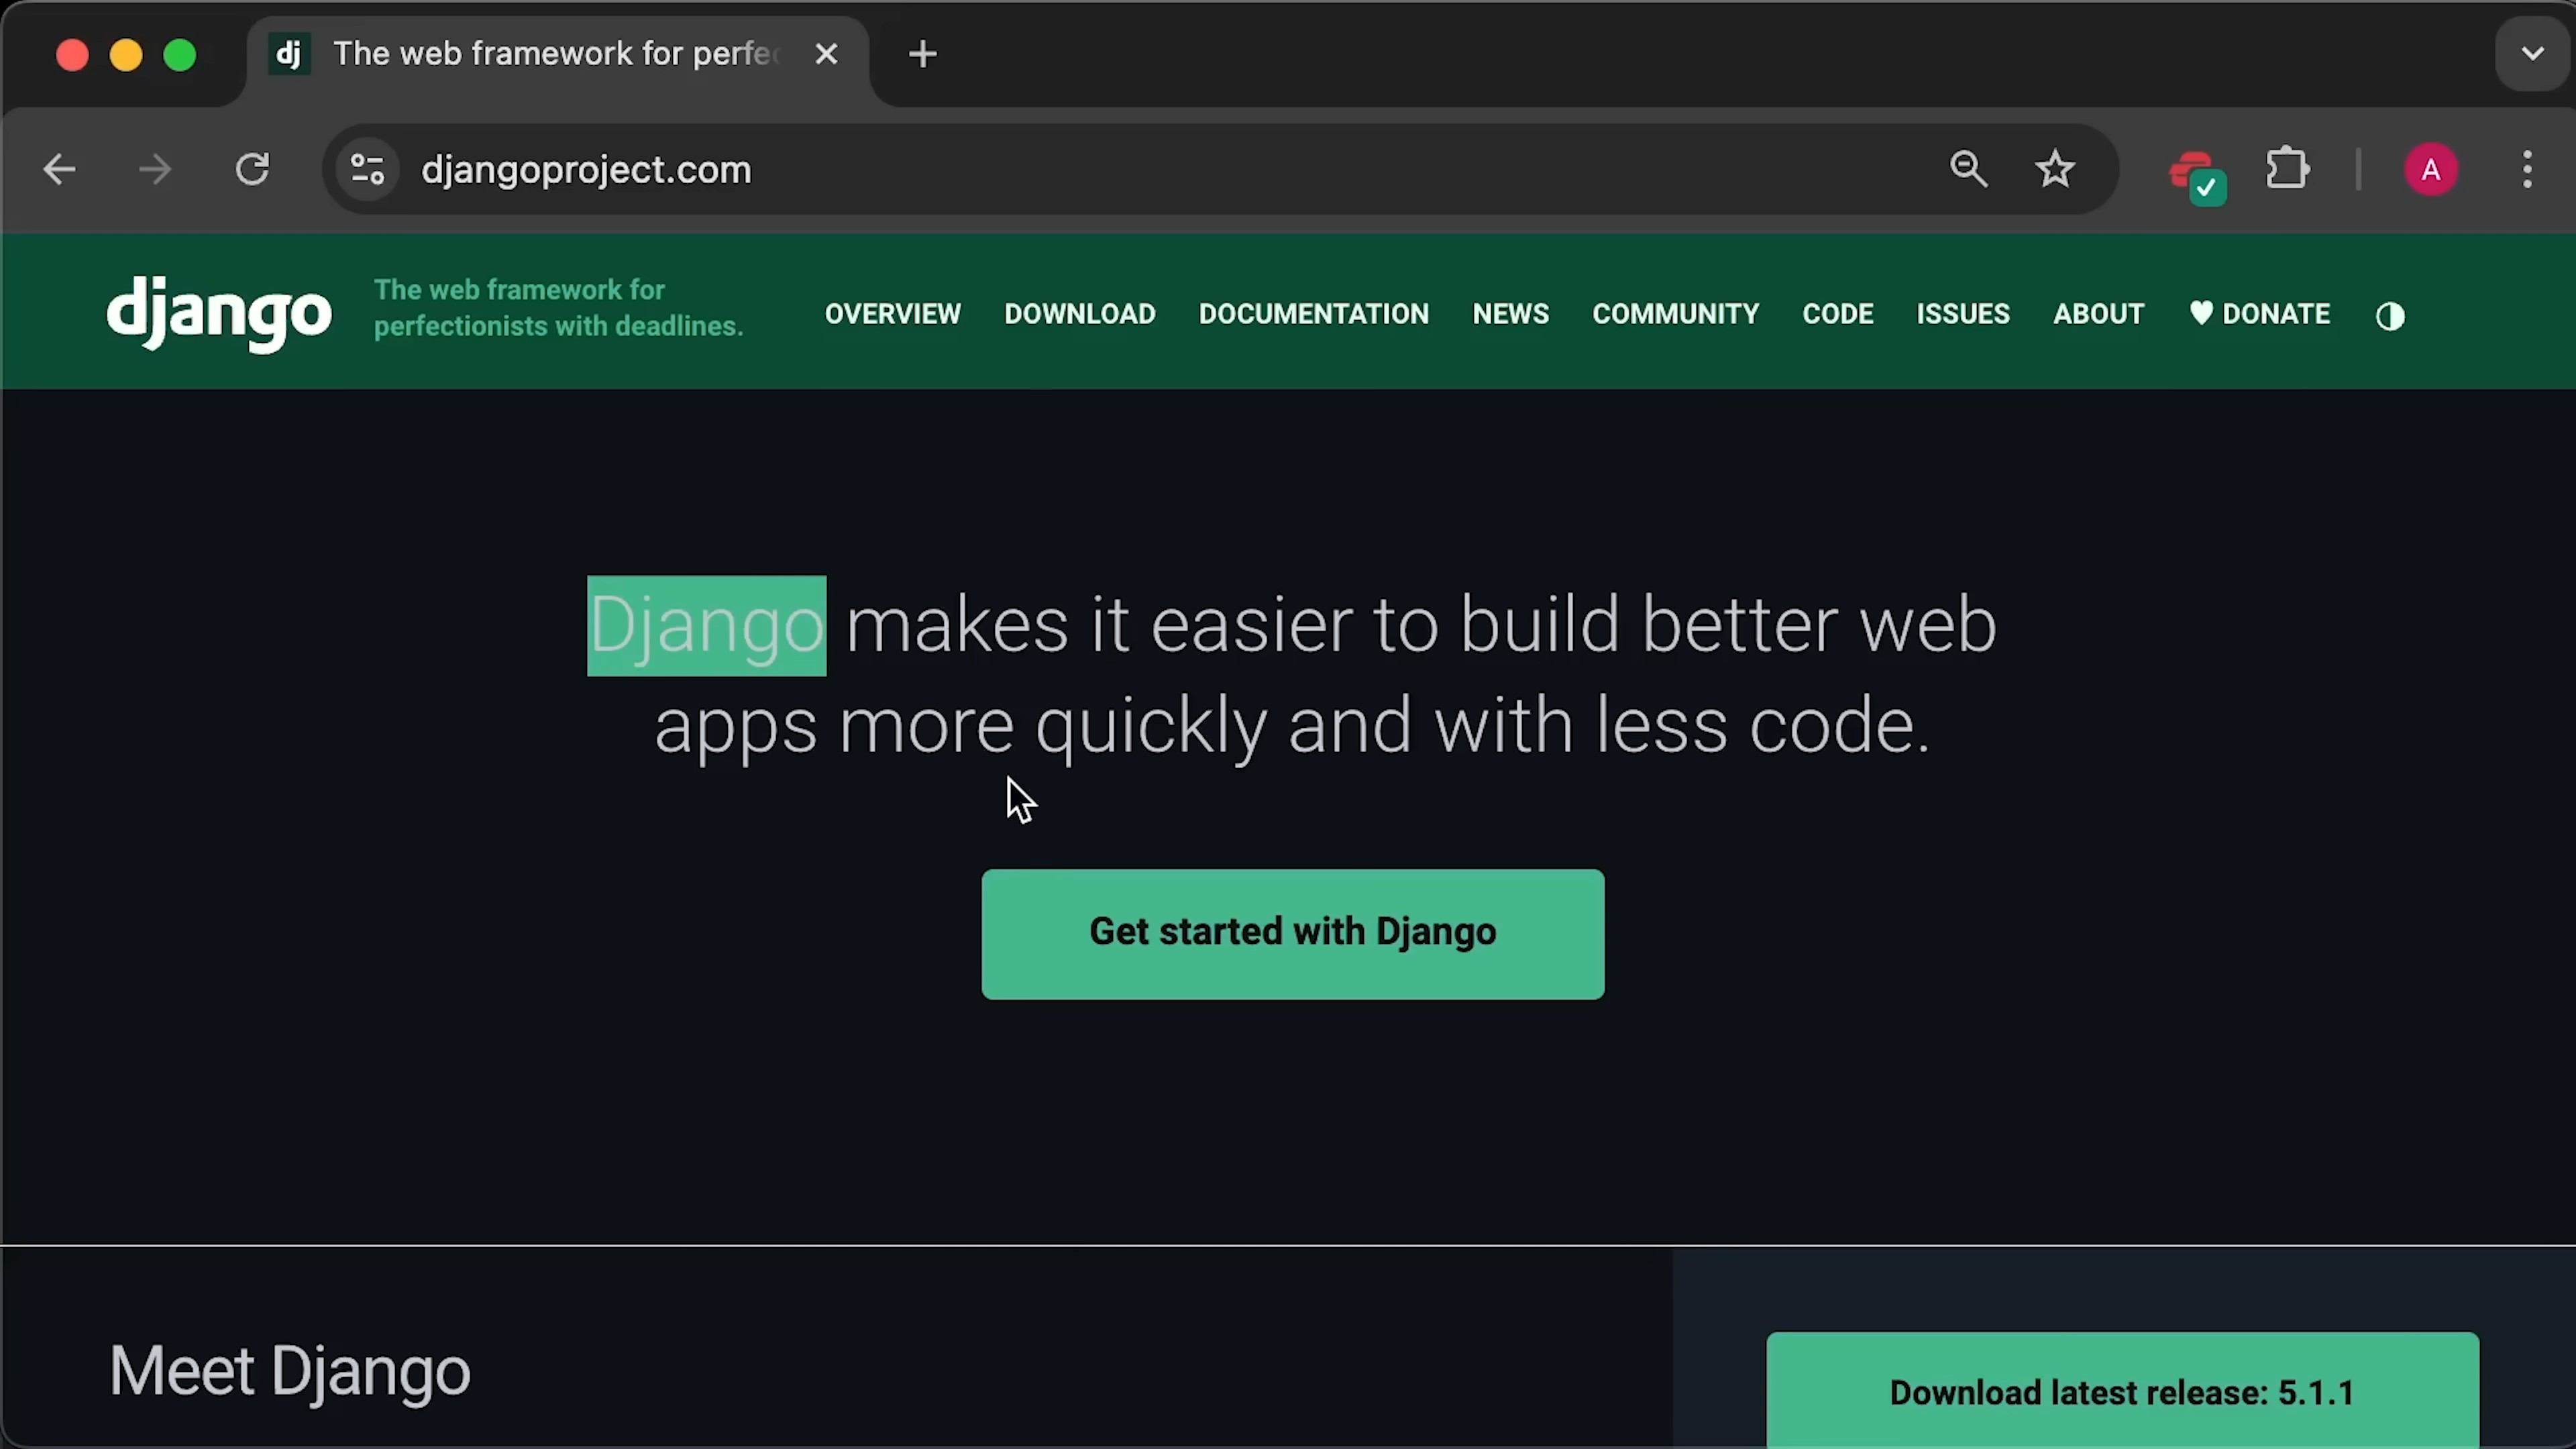 dj The web framework for perfec
djangoproject.com
A
django
The web framework for
perfectionists with deadlines.
OVERVIEW DOWNLOAD DOCUMENTATION NEWS COMMUNITY CODE ISSUES ABOUT DONATE
Django makes it easier to build better web
apps more quickly and with less code.
Get started with Django
Meet Django
Download latest release: 5.1.1